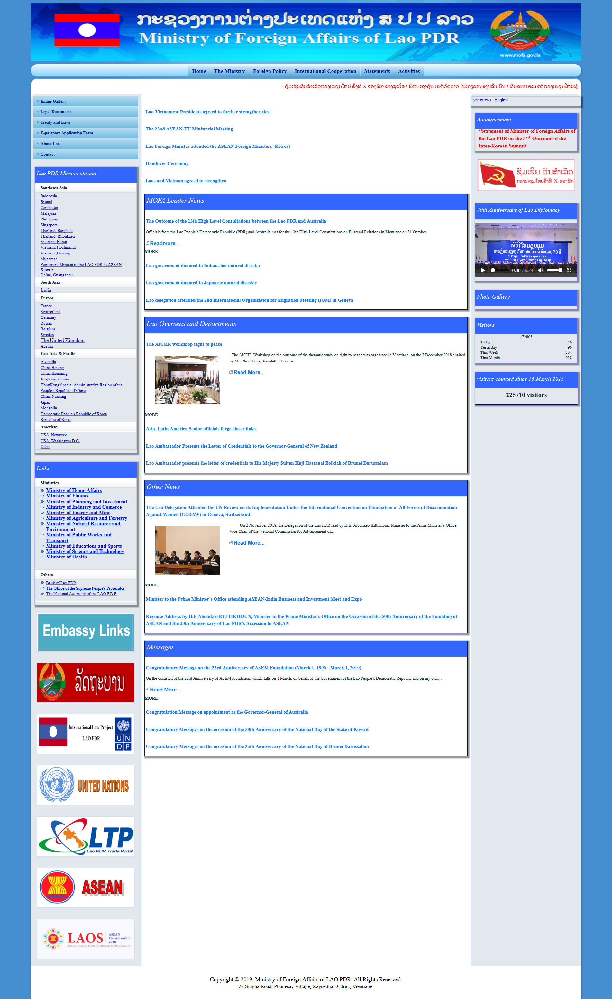 ກະຊວງການຕ່າງປະເທດແຫ່ງ ສ ປ ປ ລາວ
Ministry of Foreign Affairs of Lao PDR
www.mofa.gov.la
Home
The Ministry
Foreign Policy
International Cooperation
Statements
Activities
ຊົມເຊີຍຜົນສໍາເລັດກອງປະຊຸມໃຫຍ່ ຄັ້ງທີ X ຂອງພັກ ຢ່າງສຸດໃຈ ! ພັກປະຊາຊົນ ປະຕິວັດລາວ ທີ່ມີກຽດສະຫງ່າໝັ້ນຍືນ ! ຜັນຂະຫຍາຍມະຕິກອງປະຊຸມໃຫຍ່ຜູ້
Image Gallery
Legal Documents
Treaty and Laws
E-passport Application Form
About Laos
Contact
Lao PDR Mission abroad
Southeast Asia
Indonesia
Brunei
Cambodia
Malaysia
Philippines
Singapore
Thailand, Bangkok
Thailand, Khonkaen
Vietnam, Hanoi
Vietnam, Hochiminh
Vietnam ,Danang
Myanmar
Permanent Mission of the LAO PDR to ASEAN
Kuwait
China, Guangzhou
South Asia
India
Europe
France
Switzerland
Germany
Russia
Belgium
Sweden
The United Kingdom
Austria
East Asia & Pacific
Australia
China,Beijing
China,Kunming
Jinghong,Yunnan
HongKong Special Administrative Region of the
People's Republic of China
China,Nanning
Japan
Mongolia
Democratic People's Republic of Korea
Republic of Korea
Americas
USA, Newyork
USA, Washington D.C.
Cuba
Links
Ministries
Ministry of Home Affairs
Ministry of Finance
Ministry of Planning and Investment
Ministry of Industry and Comerce
Ministry of Energy and Mine
Ministry of Agriculture and Forestry
Ministry of Natural Resource and
Environment
Ministry of Public Works and
Transport
Ministry of Educations and Sports
Ministry of Science and Technology
Ministry of Health
Others
Bank of Lao PDR
The Office of the Supreme People's Prosecutor
The National Assembly of the LAO P.D.R
Embassy Links
ລັດຖະບານ
International Law Project
LAO PDR
UN
DP
UNITED NATIONS
LTP
Lao PDR Trade Portal
asean
ASEAN
LAOS
ASEAN
Chairmanship
2016
Turning Vision into Reality for a Dynamic ASEAN Community
Lao-Vietnamese Presidents agreed to further strengthen ties
The 22nd ASEAN-EU Ministerial Meeting
Lao Foreign Minister attended the ASEAN Foreign Ministers’ Retreat
Handover Ceremony
Laos and Vietnam agreed to strengthen
MOFA Leader News
The Outcome of the 13th High Level Consultations between the Lao PDR and Australia
Officials from the Lao People’s Democratic Republic (PDR) and Australia met for the 13th High Level Consultations on Bilateral Relations in Vientiane on 31 October.
Readmore....
MORE
Lao government donated to Indonesian natural disaster
Lao government donated to Japanese natural disaster
Lao delegation attended the 2nd International Organization for Migration Meeting (IOM) in Geneva
Lao Overseas and Departments
The AICHR workshop right to peace
The AICHR Workshop on the outcome of the thematic study on right to peace was organized in Vientiane, on the 7 December 2018 chaired
by Mr. Phoukhong Sisoulath, Director...
Read More...
MORE
Asia, Latin America Senior officials forge closer links
Lao Ambassador Presents the Letter of Credentials to the Governor-General of New Zealand
Lao Ambassador presents the letter of credentials to His Majesty Sultan Haji Hassanal Bolkiah of Brunei Darussalam
Other News
The Lao Delegation Attended the UN Review on its Implementation Under the International Convention on Elimination of All Forms of Discrimination
Against Women (CEDAW) in Geneva, Switzerland
On 2 November 2018, the Delegation of the Lao PDR lead by H.E. Alounkeo Kittikhoun, Minister to the Prime Minister’s Office,
Vice-Chair of the National Commission for Advancement of...
Read More...
MORE
Minister to the Prime Minister’s Office attending ASEAN-India Business and Investment Meet and Expo
Keynote Address by H.E Alounkeo KITTIKHOUN, Minister to the Prime Minister’s Office on the Occasion of the 50th Anniversary of the Founding of
ASEAN and the 20th Anniversary of Lao PDR’s Accession to ASEAN
Messages
Congratulatory Message on the 23rd Anniversary of ASEM Foundation (March 1, 1996 - March 1, 2019)
On the occasion of the 23rd Anniversary of ASEM foundation, which falls on 1 March, on behalf of the Government of the Lao People’s Democratic Republic and on my own...
Read More...
MORE
Congratulation Message on appointment as the Governor-General of Australia
Congratulatory Messages on the occasion of the 58th Anniversary of the National Day of the State of Kuwait
Congratulatory Messages on the occasion of the 35th Anniversary of the National Day of Brunei Darussalam
ພາສາລາວ English
Announcement
*Statement of Minister of Foreign Affairs of
the Lao PDR on the 3rd Outcome of the
Inter-Korean Summit
ຊົມເຊີຍ ຜົນສໍາເລັດ
ກອງປະຊຸມໃຫຍ່ຄັ້ງທີ X ຂອງພັກ
70th Anniversary of Lao Diplomacy
ພິທີໂຮມຊຸມນຸມ
ສະເຫຼີມສະຫຼອງ ວັນການທູດລາວ ຄົບຮອບ 70 ປີ
(12 ຕຸລາ 1945-12 ຕຸລາ 2015)
0:00 / 6:24
Photo Gallery
Visitors
172805
Today 46
Yesterday 96
This Week 334
This Month 618
visitors counted since 16 March 2015
225710 visitors
Copyright © 2019, Ministry of Foreign Affairs of LAO PDR. All Rights Reserved.
23 Singha Road, Phonesay Village, Xaysettha District, Vientiane.